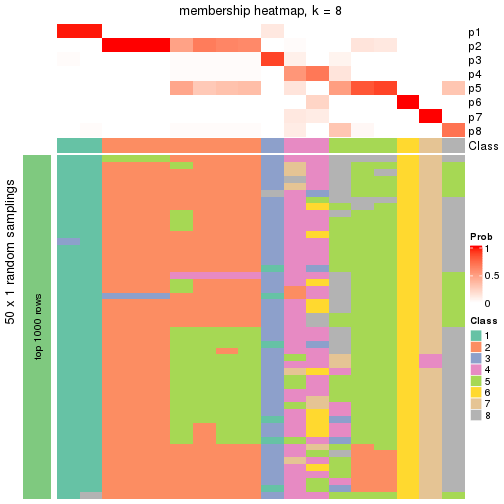 membership heatmap, k = 8
p1
p2
p3
p4
p5
p6
p7
p8
Class
50 x 1 random samplings
top 1000 rows
Prob
1
0.5
0
Class
1
2
3
4
5
6
7
8